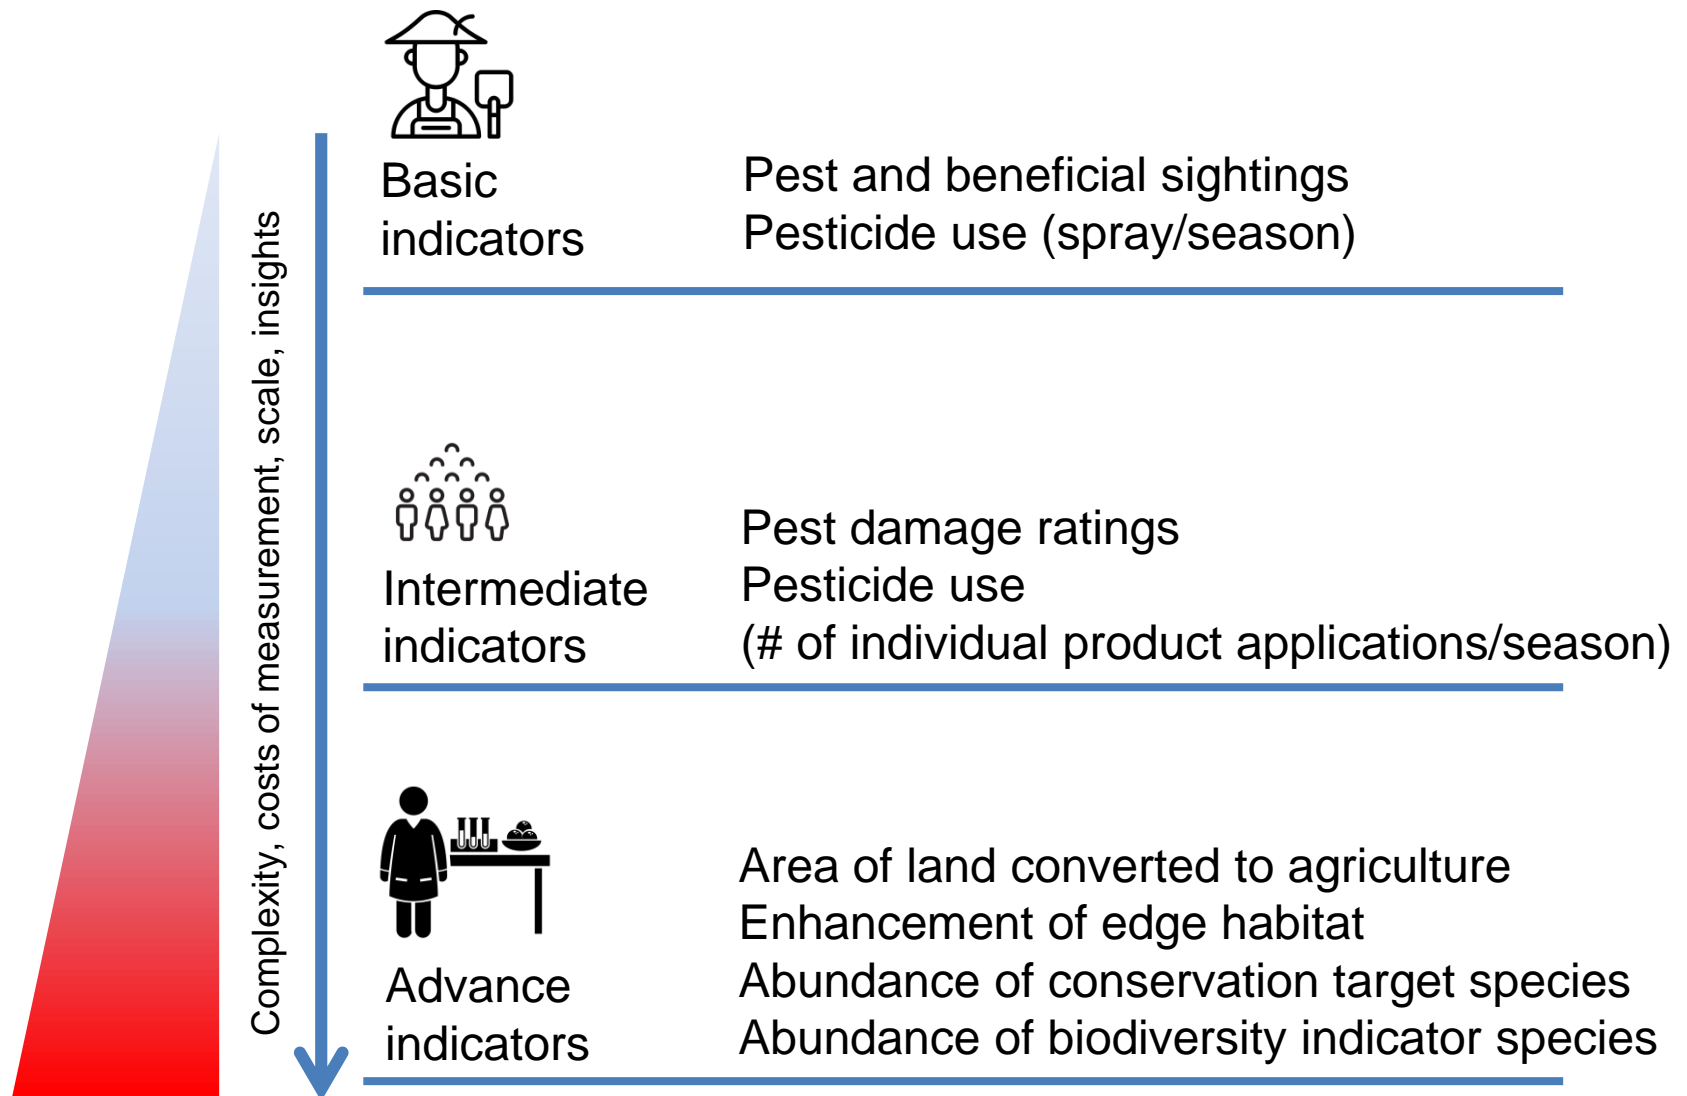 Complexity, costs of measurement, scale, insights
Basic
indicators
Pest and beneficial sightings
Pesticide use (spray/season)
Intermediate
indicators
Pest damage ratings
Pesticide use
(# of individual product applications/season)
Advance
indicators
Area of land converted to agriculture
Enhancement of edge habitat
Abundance of conservation target species
Abundance of biodiversity indicator species